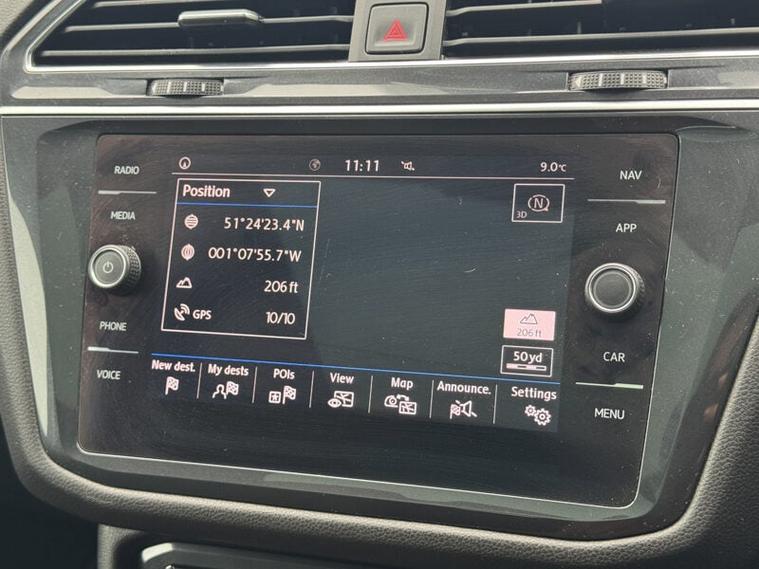 RADIO
MEDIA
PHONE
VOICE
11:11
9.0°C
Position
51°24'23.4"N
001°07'55.7"W
206 ft
GPS 10/10
N
3D
206 ft
50yd
New dest.
My dests
POIs
View
Map
Announce.
Settings
NAV
APP
CAR
MENU